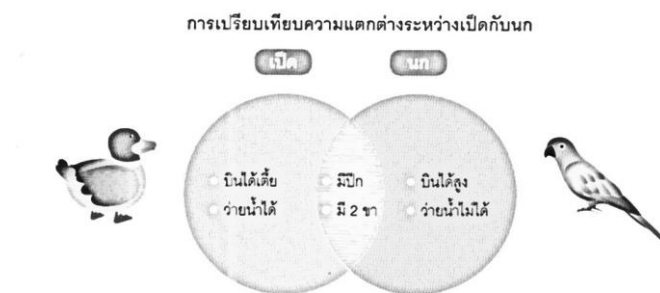 การเปรียบเทียบความแตกต่างระหว่างเป็ดกับนก
เป็ด นก
บินได้เตี้ย มีปีก บินได้สูง
ว่ายน้ำได้ มี 2 ขา ว่ายน้ำไม่ได้